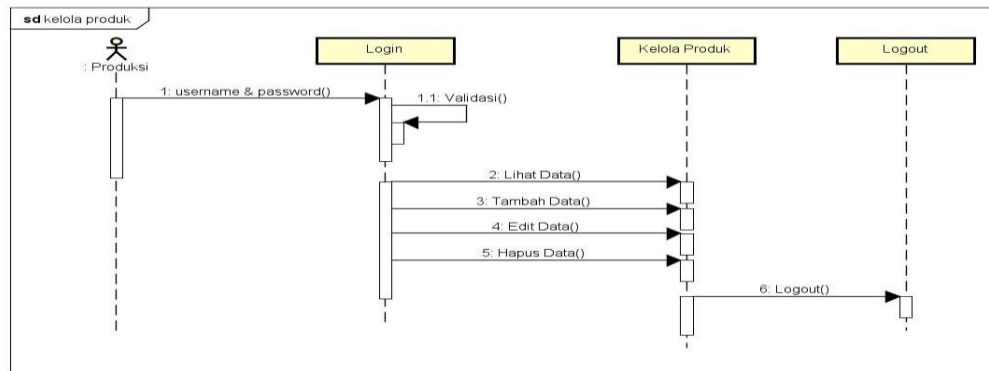 sd kelola produk
: Produksi
Login
Kelola Produk
Logout
1: username & password()
1.1: Validasi()
2: Lihat Data()
3: Tambah Data()
4: Edit Data()
5: Hapus Data()
6: Logout()